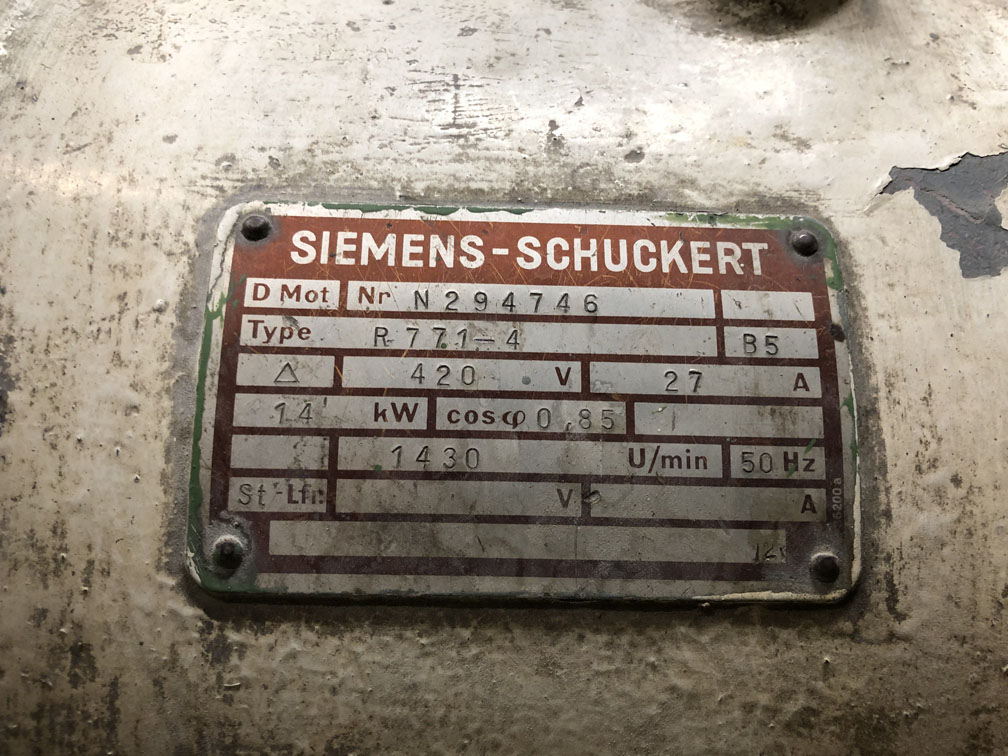 SIEMENS-SCHUCKERT
D Mot Nr N294746
Type R 771-4 B5
△ 420 V 27 A
14 kW cosφ 0,85
1430 U/min 50 Hz
St-Lfr: V A